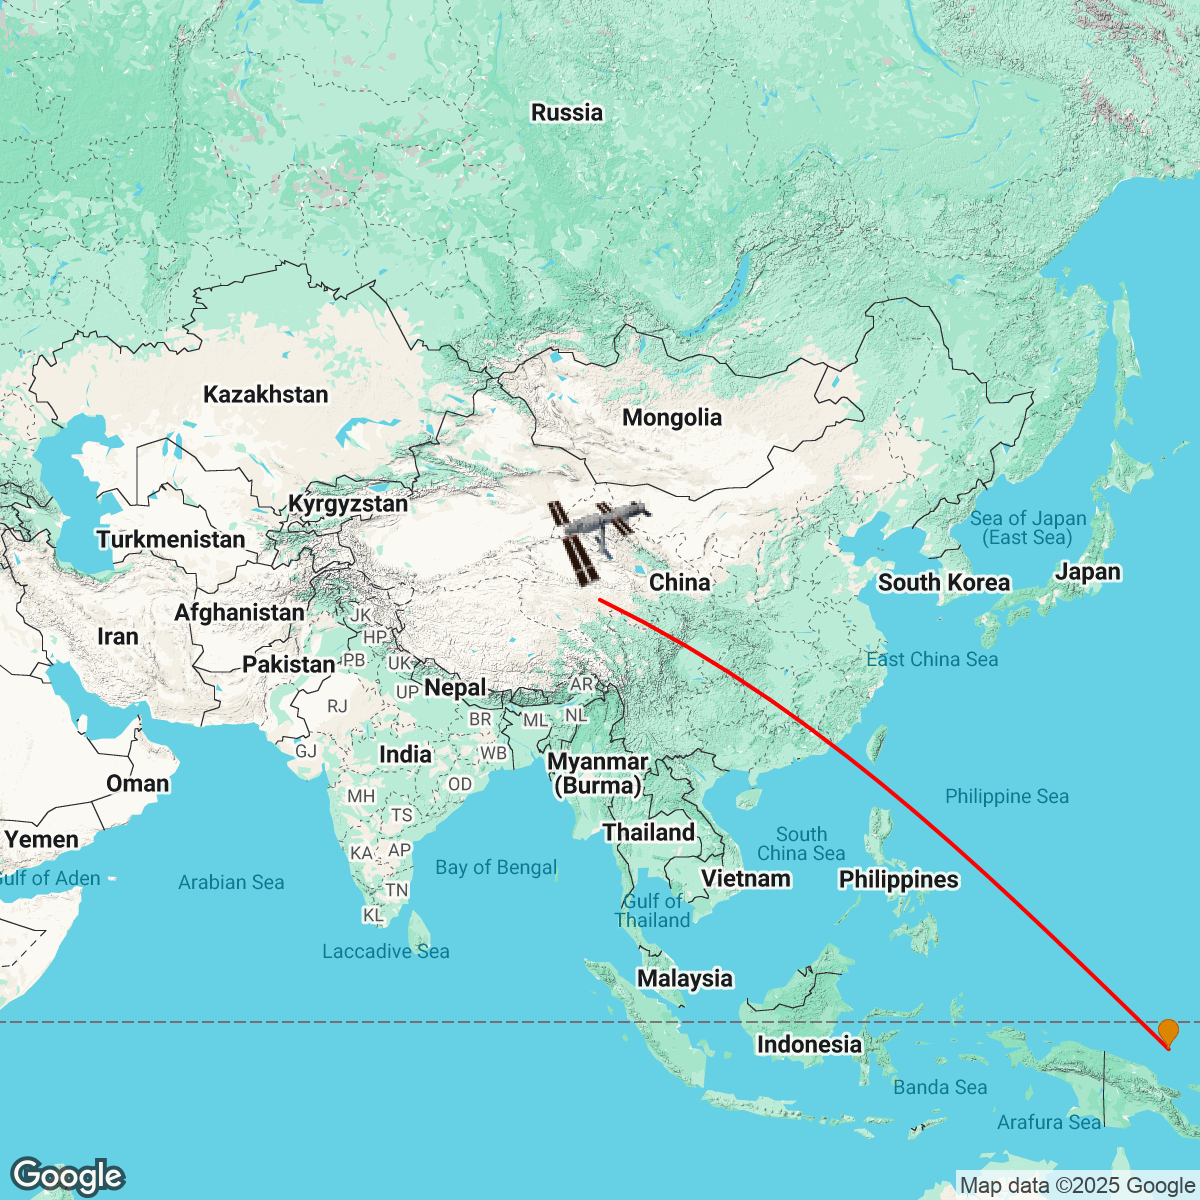 Russia
Kazakhstan
Mongolia
Kyrgyzstan
Sea of Japan
(East Sea)
Turkmenistan
Japan
China
South Korea
Afghanistan
JK
Iran
HP
East China Sea
Pakistan
PB
UK
Nepal
AR
UP
RJ
BR
ML
NL
GJ
India
WB
Myanmar
(Burma)
Oman
OD
MH
Philippine Sea
TS
Thailand
South
China Sea
Yemen
KA
AP
Bay of Bengal
Gulf of Aden
Arabian Sea
TN
Vietnam
Philippines
KL
Gulf of
Thailand
Laccadive Sea
Malaysia
Indonesia
Banda Sea
Arafura Sea
Google
Map data ©2025 Google